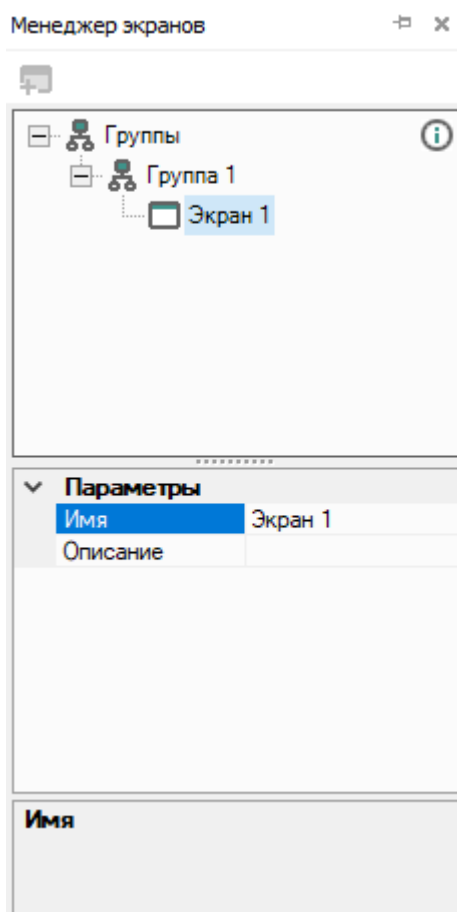 Менеджер экранов
Группы
Группа 1
Экран 1
Параметры
Имя Экран 1
Описание
Имя